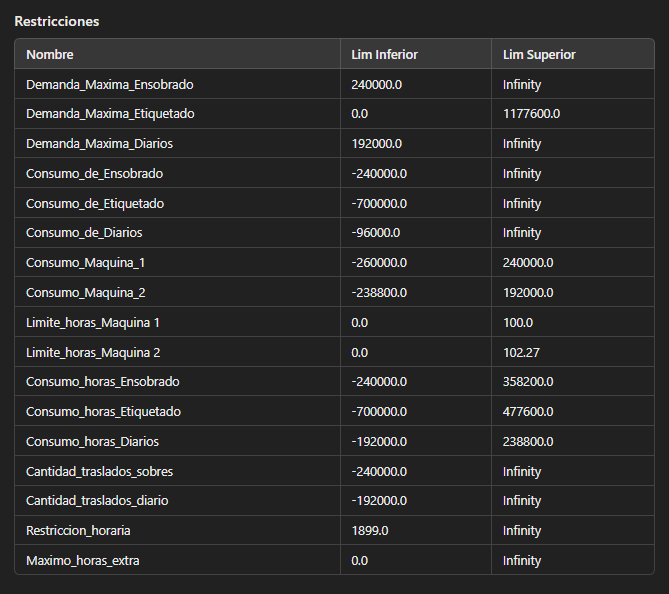 Restricciones
Nombre Lim Inferior Lim Superior
Demanda_Maxima_Ensobrado 240000.0 Infinity
Demanda_Maxima_Etiquetado 0.0 1177600.0
Demanda_Maxima_Diarios 192000.0 Infinity
Consumo_de_Ensobrado -240000.0 Infinity
Consumo_de_Etiquetado -700000.0 Infinity
Consumo_de_Diarios -96000.0 Infinity
Consumo_Maquina_1 -260000.0 240000.0
Consumo_Maquina_2 -238800.0 192000.0
Limite_horas_Maquina 1 0.0 100.0
Limite_horas_Maquina 2 0.0 102.27
Consumo_horas_Ensobrado -240000.0 358200.0
Consumo_horas_Etiquetado -700000.0 477600.0
Consumo_horas_Diarios -192000.0 238800.0
Cantidad_traslados_sobres -240000.0 Infinity
Cantidad_traslados_diario -192000.0 Infinity
Restriccion_horaria 1899.0 Infinity
Maximo_horas_extra 0.0 Infinity